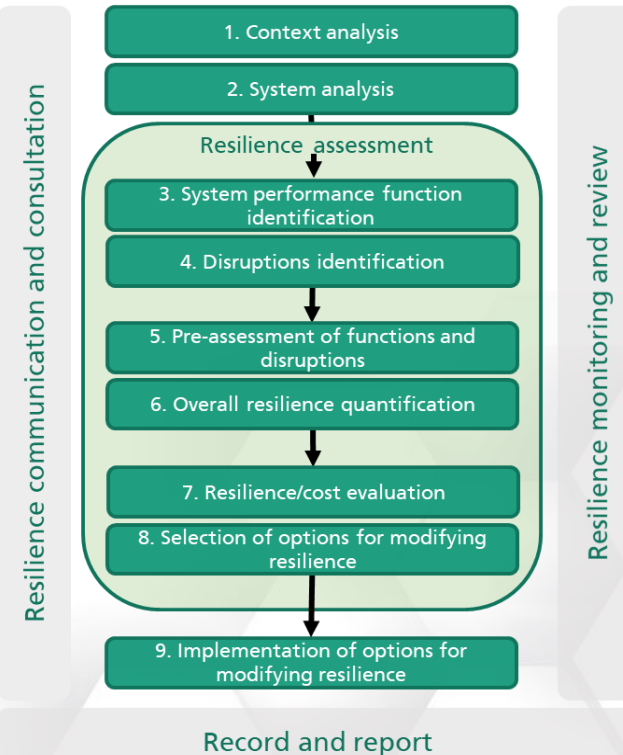 Resilience communication and consultation
1. Context analysis
2. System analysis
Resilience assessment
3. System performance function
identification
4. Disruptions identification
5. Pre-assessment of functions and
disruptions
6. Overall resilience quantification
7. Resilience/cost evaluation
8. Selection of options for modifying
resilience
9. Implementation of options for
modifying resilience
Resilience monitoring and review
Record and report